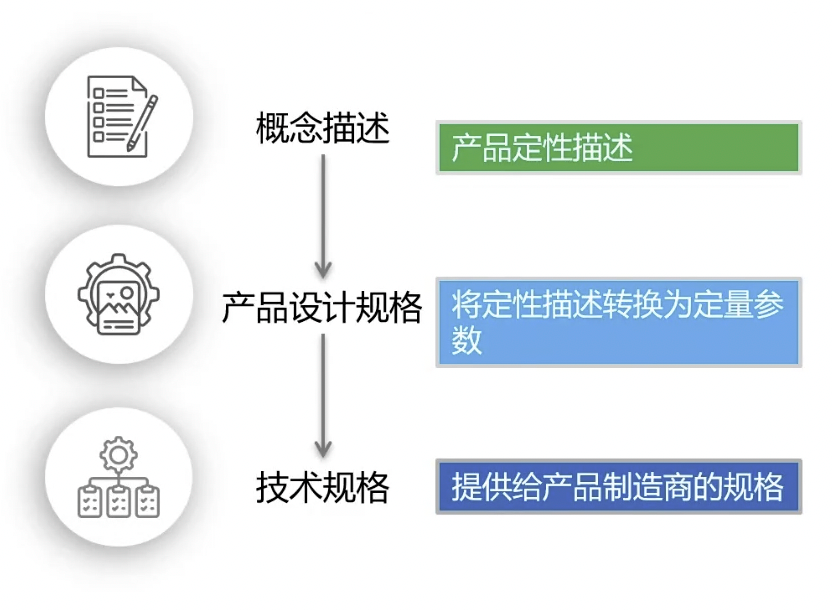 概念描述
产品定性描述
产品设计规格
将定性描述转换为定量参
数
技术规格
提供给产品制造商的规格